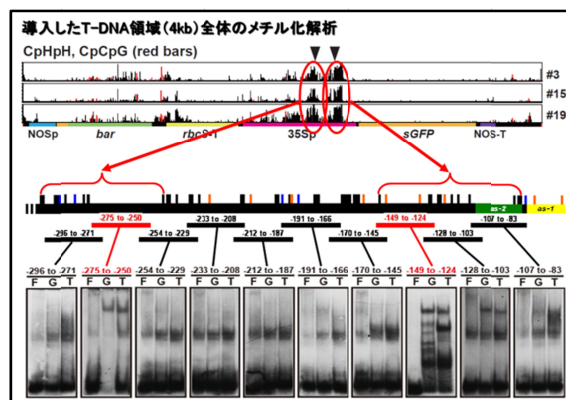 導入したT-DNA領域(4kb)全体のメチル化解析
CpHpH, CpCpG (red bars)
#3
#15
#19
NOSp bar rbcS-T 35Sp sGFP NOS-T
as-2 as-1
-275 to -250 -233 to -208 -191 to -166 -149 to -124 -107 to -83
-296 to -271 -254 to -229 -212 -187 -170 to -145 -128 to -103
-296 to -271 -275 to -250 -254 to -229 -233 to -208 -212 to -187 -191 to -166 -170 to -145 -149 to -124 -128 to -103 -107 to -83
F G T F G T F G T F G T F G T F G T F G T F G T F G T F G T